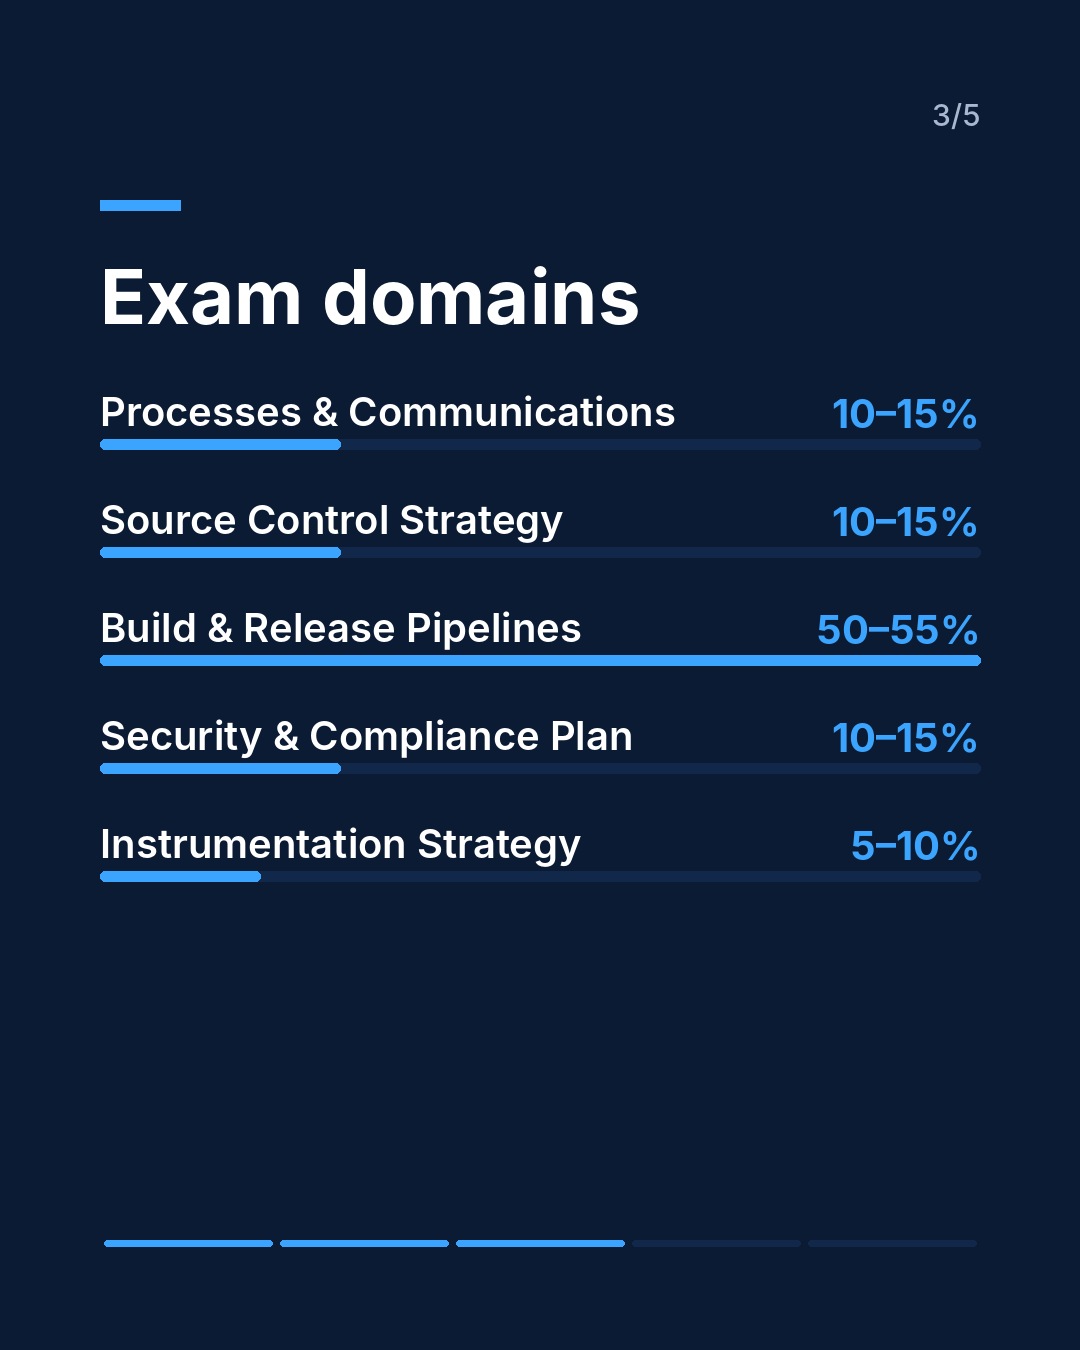 3/5
Exam domains
Processes & Communications 10–15%
Source Control Strategy 10–15%
Build & Release Pipelines 50–55%
Security & Compliance Plan 10–15%
Instrumentation Strategy 5–10%